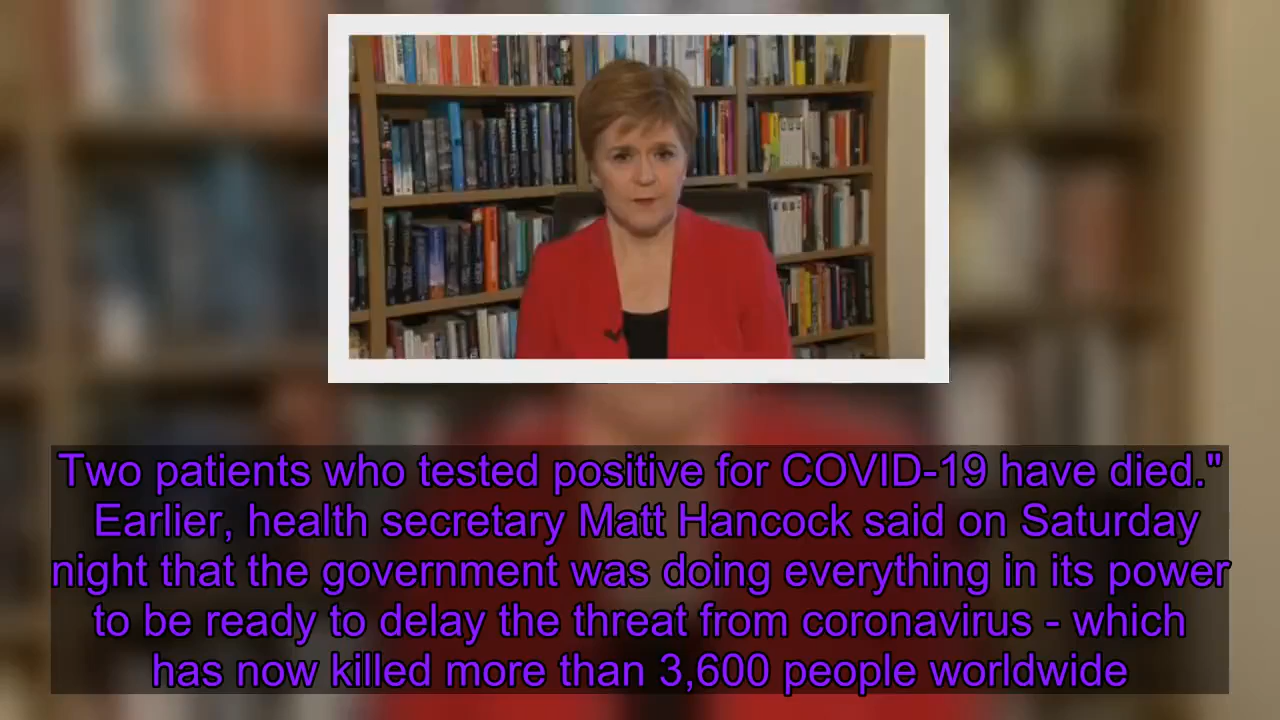 Two patients who tested positive for COVID-19 have died."
Earlier, health secretary Matt Hancock said on Saturday
night that the government was doing everything in its power
to be ready to delay the threat from coronavirus - which
has now killed more than 3,600 people worldwide